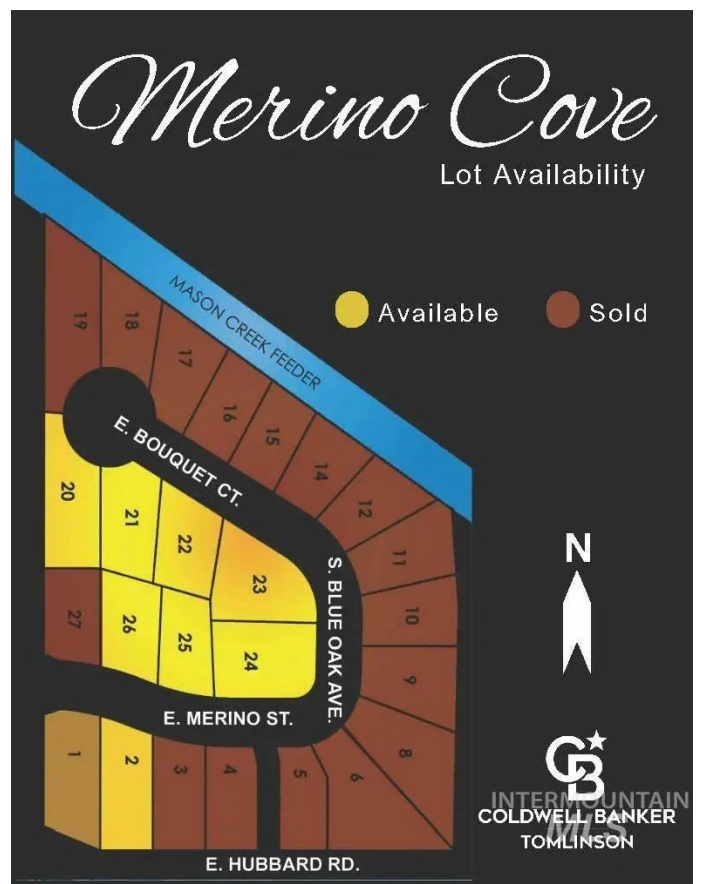 Merino Cove
Lot Availability
MASON CREEK FEEDER
Available
Sold
19
18
17
16
15
14
12
11
10
9
8
6
5
4
3
2
1
E. BOUQUET CT.
20
21
22
23
27
26
25
24
S. BLUE OAK AVE.
E. MERINO ST.
E. HUBBARD RD.
N
CB
INTERMOUNTAIN
MLS
COLDWELL BANKER
TOMLINSON